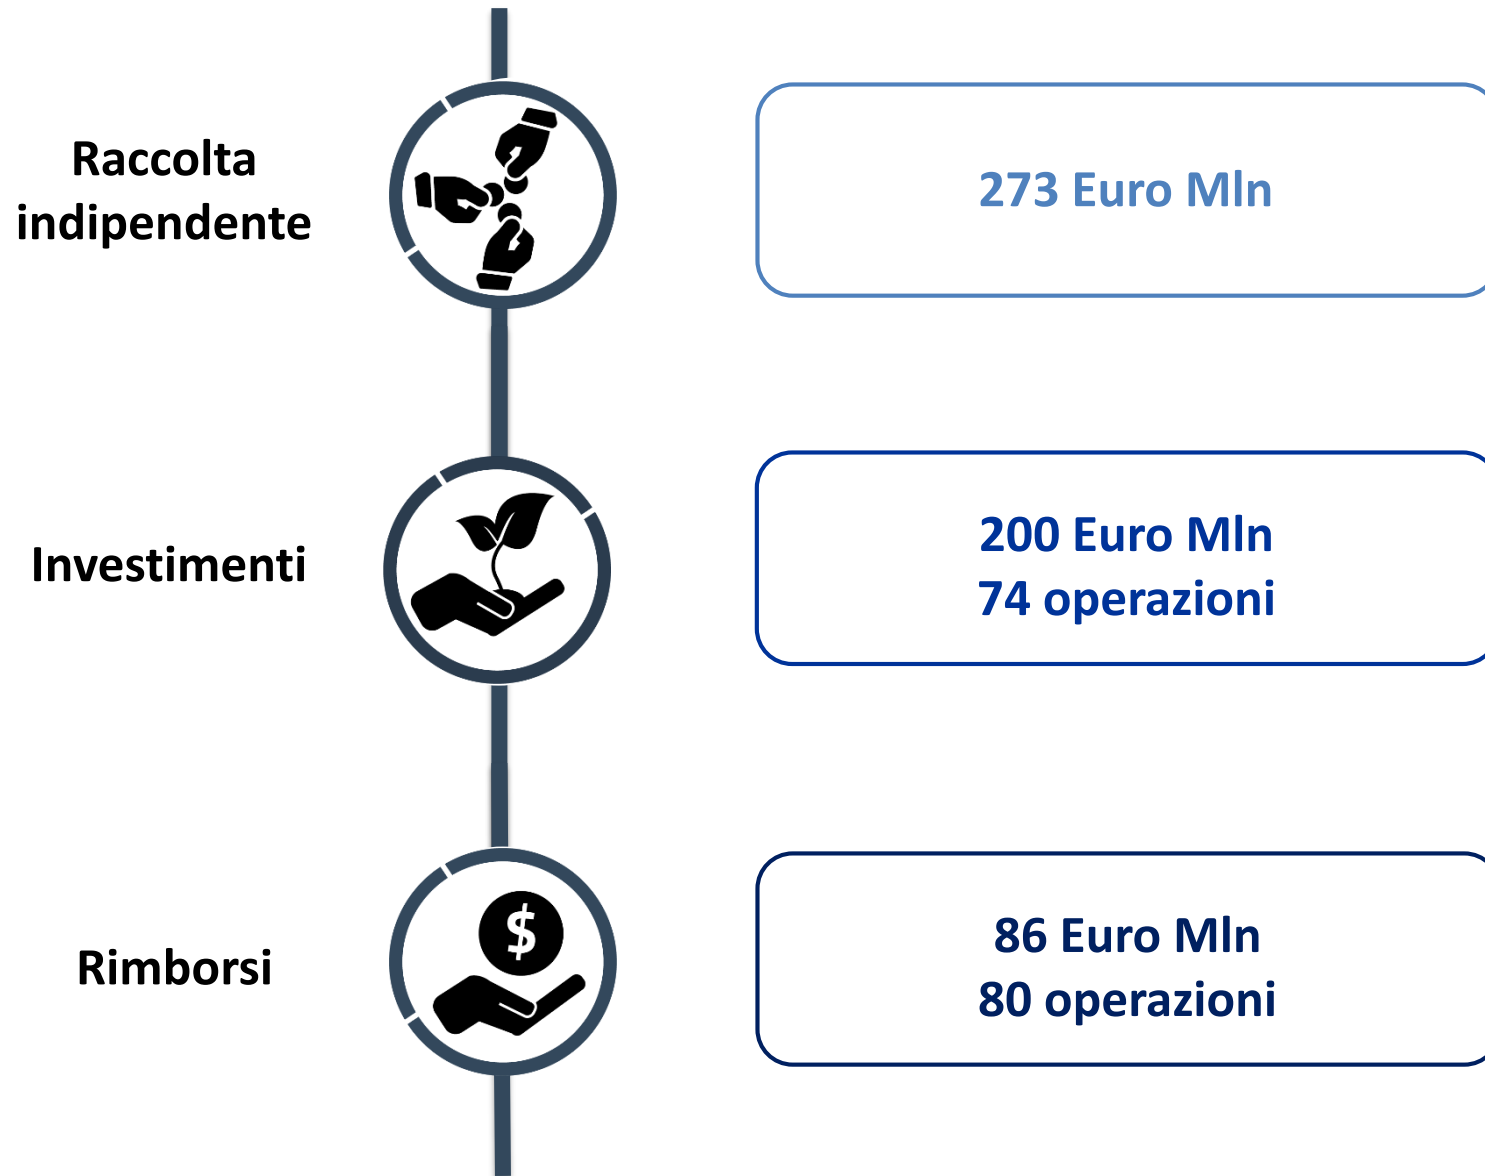 Raccolta
indipendente
273 Euro Mln
Investimenti
200 Euro Mln
74 operazioni
$
Rimborsi
86 Euro Mln
80 operazioni